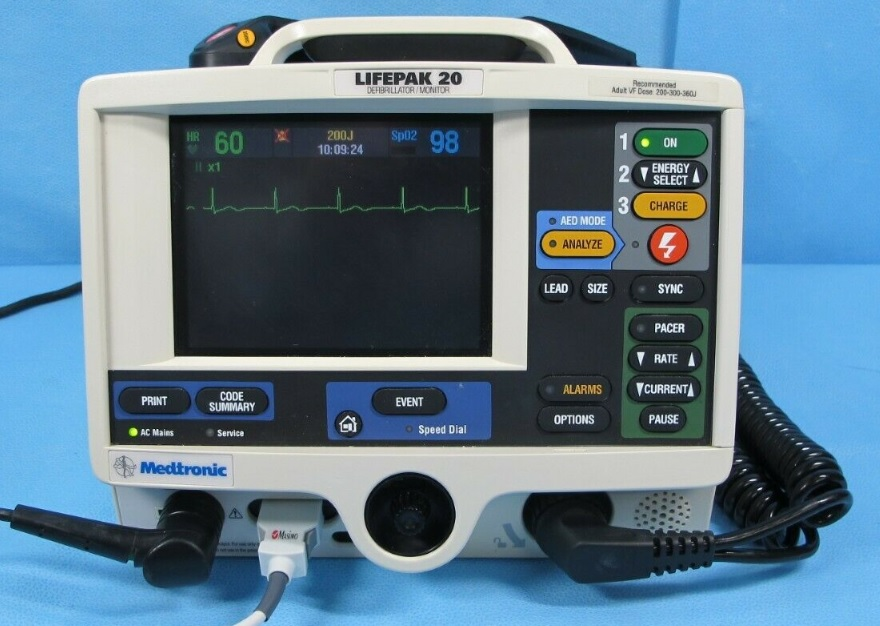 LIFEPAK 20
DEFIBRILLATOR / MONITOR
Recommended
Adult VF Dose: 200-300-360J
HR
60
200J
10:09:24
SpO2
98
II x1
1 ON
2 ENERGY SELECT
3 CHARGE
AED MODE
ANALYZE
LEAD
SIZE
SYNC
PACER
RATE
CURRENT
PAUSE
ALARMS
OPTIONS
PRINT
CODE
SUMMARY
EVENT
AC Mains
Service
Speed Dial
Medtronic
Masimo